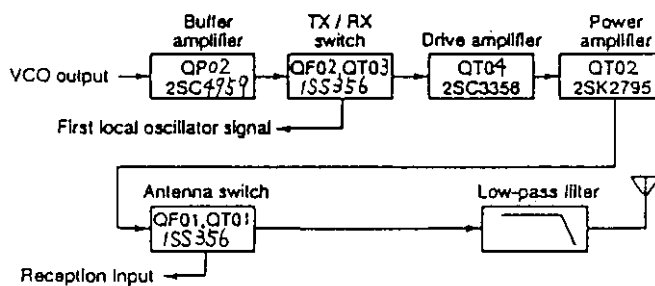 Buffer amplifier
TX / RX switch
Drive amplifier
Power amplifier
VCO output
QP02
2SC4959
QF02,QT03
1SS356
QT04
2SC3358
QT02
2SK2795
First local oscillator signal
Antenna switch
Low-pass filter
QF01,QT01
1SS356
Reception Input